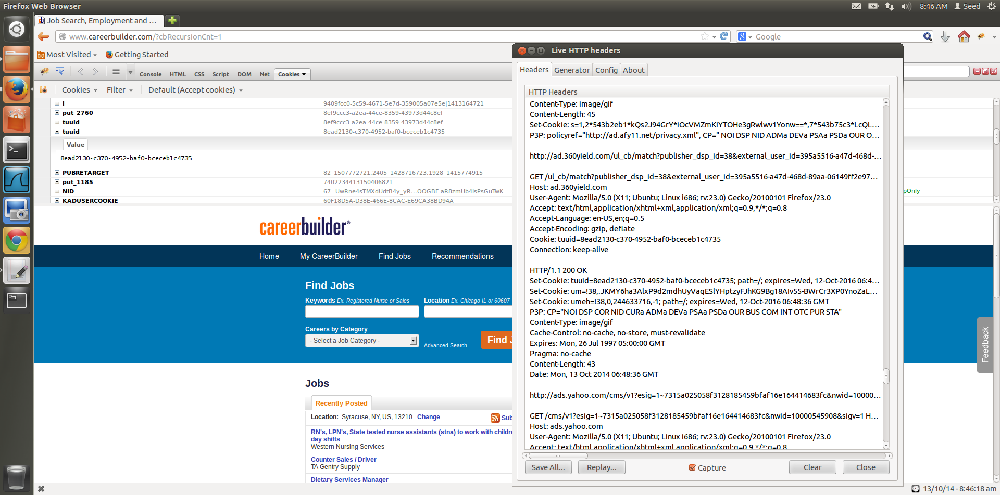 Firefox Web Browser
8:46 AM
Seed
Job Search, Employment and ...
www.careerbuilder.com/?cbRecursionCnt=1
Google
Most Visited
Getting Started
Console
HTML
CSS
Script
DOM
Net
Cookies
Cookies
Filter
Default (Accept cookies)
i
9409fcc0-5c59-4671-5e7d-359005a07e5e|1413164721
put_2760
8ef9ccc3-a2ea-44ce-8359-43973d44c8ef
tuuid
8ef9ccc3-a2ea-44ce-8359-43973d44c8ef
tuuid
8ead2130-c370-4952-baf0-bceceb1c4735
Value
8ead2130-c370-4952-baf0-bceceb1c4735
PUBRETARGET
82_1507772721.2405_1428716723.1928_1415774915
put_1185
7402234413150406821
NID
67=UwRne4sTMXdUdtB4y_yR...OOGBF-aR8zmUb4IsPsGuTwK
pOnly
KADUSERCOOKIE
60F18D5A-D38E-466E-8CAC-E69CA38BD94A
careerbuilder®
Home
My CareerBuilder
Find Jobs
Recommendations
Find Jobs
Keywords Ex. Registered Nurse or Sales
Location Ex. Chicago IL or 60607
Careers by Category
- Select a Job Category -
Advanced Search
Find J
Jobs
Recently Posted
Location: Syracuse, NY, US, 13210 Change
Sub
RN's, LPN's, State tested nurse assistants (stna) to work with childre
day shifts
Western Nursing Services
Counter Sales / Driver
TA Gentry Supply
Dietary Services Manager
Feedback
Live HTTP headers
Headers
Generator
Config
About
HTTP Headers
Content-Type: image/gif
Content-Length: 45
Set-Cookie: s=1,2*543b2eb1*kQs2J94GrY*iOcVMZmKiYTOHe3gRwlwv1Yonw==*,7*543b75c3*LcQL...
P3P: policyref="http://ad.afy11.net/privacy.xml", CP=" NOI DSP NID ADMa DEVa PSAa PSDa OUR O...
http://ad.360yield.com/ul_cb/match?publisher_dsp_id=38&external_user_id=395a5516-a47d-468d-...
GET /ul_cb/match?publisher_dsp_id=38&external_user_id=395a5516-a47d-468d-89aa-06149ff2e97...
Host: ad.360yield.com
User-Agent: Mozilla/5.0 (X11; Ubuntu; Linux i686; rv:23.0) Gecko/20100101 Firefox/23.0
Accept: text/html,application/xhtml+xml,application/xml;q=0.9,*/*;q=0.8
Accept-Language: en-US,en;q=0.5
Accept-Encoding: gzip, deflate
Cookie: tuuid=8ead2130-c370-4952-baf0-bceceb1c4735
Connection: keep-alive
HTTP/1.1 200 OK
Set-Cookie: tuuid=8ead2130-c370-4952-baf0-bceceb1c4735; path=/; expires=Wed, 12-Oct-2016 06:4...
Set-Cookie: um=!38,.JKMY6ha3AlxP9d2mdhUyVaqESlYHptzyFJhKG9Bg18AIv55-BWrCr3XP0YnoZaL...
Set-Cookie: umeh=!38,0,244633716,-1; path=/; expires=Wed, 12-Oct-2016 06:48:36 GMT
P3P: CP="NOI DSP COR NID CURa ADMa DEVa PSAa PSDa OUR BUS COM INT OTC PUR STA"
Content-Type: image/gif
Cache-Control: no-cache, no-store, must-revalidate
Expires: Mon, 26 Jul 1997 05:00:00 GMT
Pragma: no-cache
Content-Length: 43
Date: Mon, 13 Oct 2014 06:48:36 GMT
http://ads.yahoo.com/cms/v1?esig=1~7315a025058f3128185459bfaf16e164414683fc&nwid=10000...
GET /cms/v1?esig=1~7315a025058f3128185459bfaf16e164414683fc&nwid=10000545908&sigv=1 H...
Host: ads.yahoo.com
User-Agent: Mozilla/5.0 (X11; Ubuntu; Linux i686; rv:23.0) Gecko/20100101 Firefox/23.0
Accept: text/html,application/xhtml+xml,application/xml;q=0.9,*/*;q=0.8
Save All...
Replay...
Capture
Clear
Close
13/10/14 - 8:46:18 am